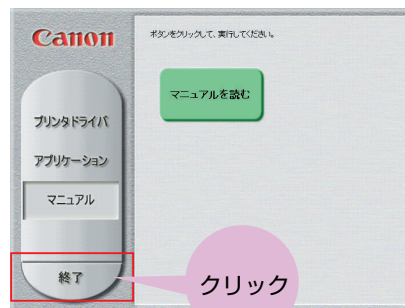 Canon
ボタンをクリックして、実行してください。
マニュアルを読む
プリンタドライバ
アプリケーション
マニュアル
終了
クリック